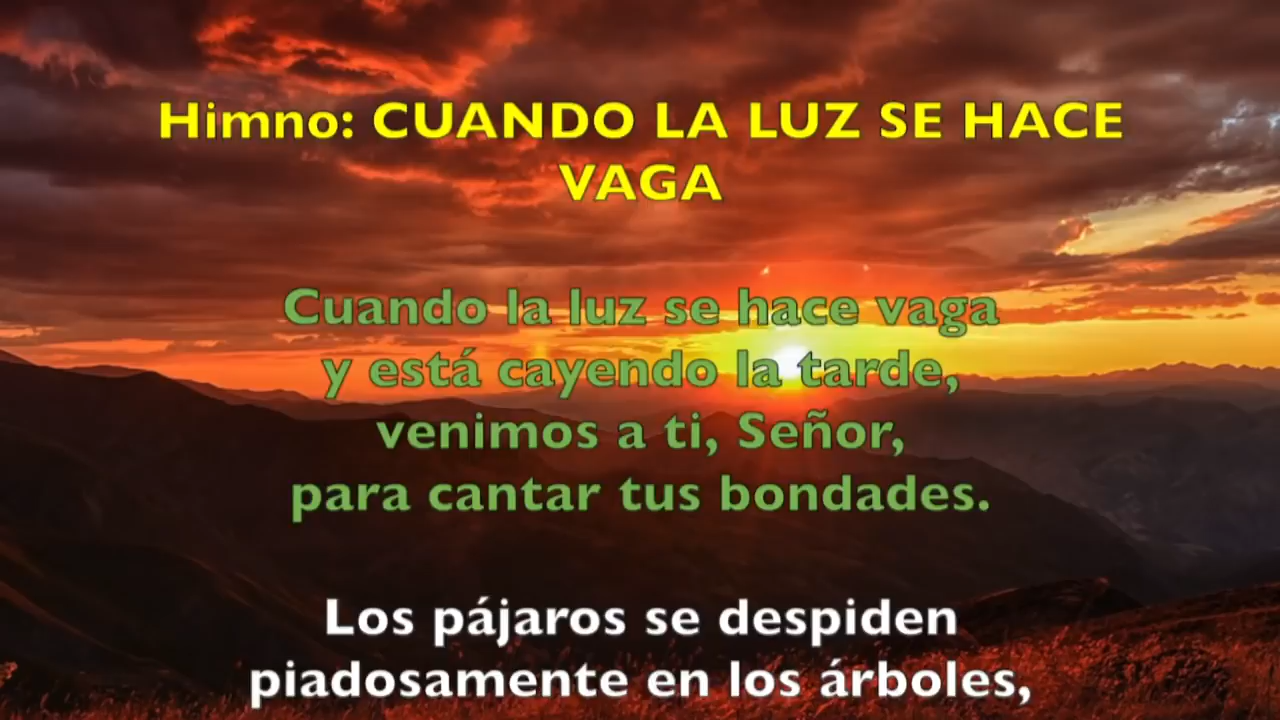 Himno: CUANDO LA LUZ SE HACE
VAGA
Cuando la luz se hace vaga
y está cayendo la tarde,
venimos a ti, Señor,
para cantar tus bondades.
Los pájaros se despiden
piadosamente en los árboles,